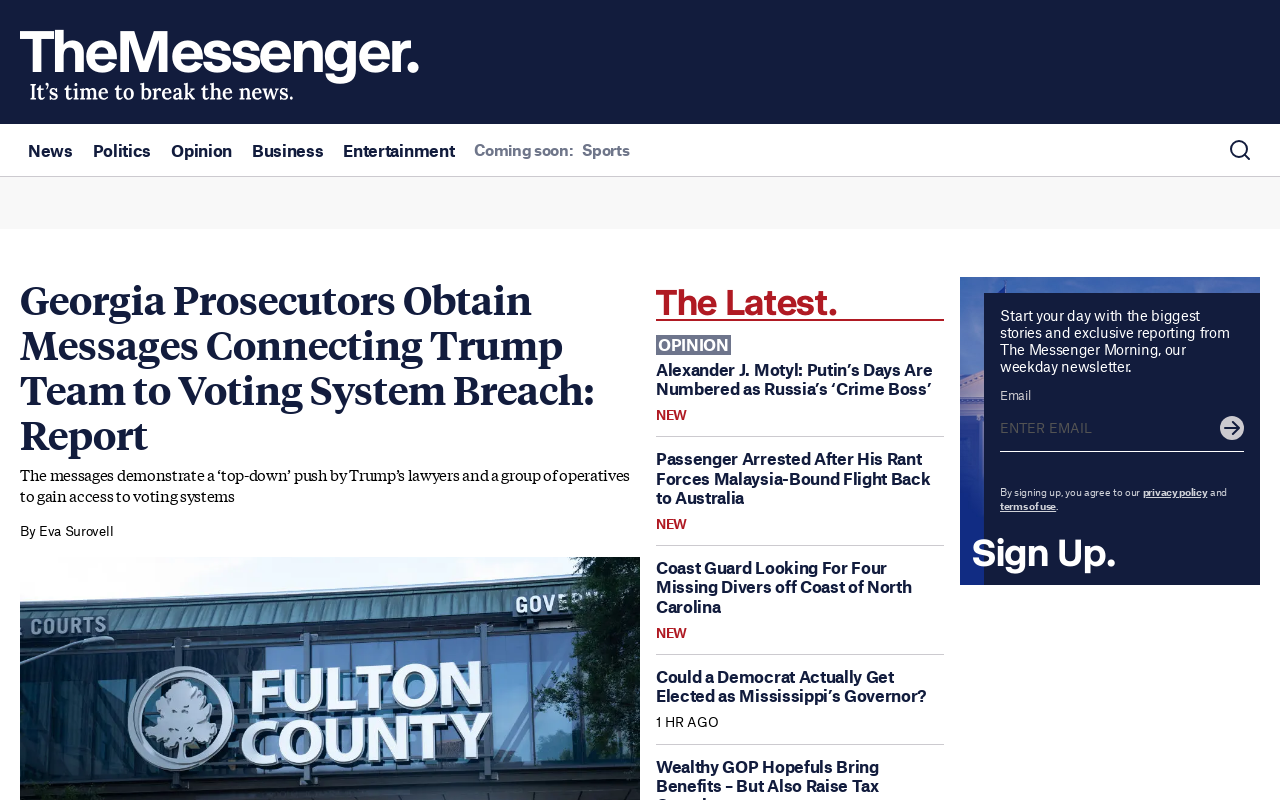 TheMessenger.
It's time to break the news.
News Politics Opinion Business Entertainment Coming soon: Sports
Georgia Prosecutors Obtain
Messages Connecting Trump
Team to Voting System Breach:
Report
The messages demonstrate a ‘top-down’ push by Trump’s lawyers and a group of operatives
to gain access to voting systems
By Eva Surovell
COURTS
GOVER
FULTON
COUNTY
The Latest.
OPINION
Alexander J. Motyl: Putin’s Days Are
Numbered as Russia’s ‘Crime Boss’
NEW
Passenger Arrested After His Rant
Forces Malaysia-Bound Flight Back
to Australia
NEW
Coast Guard Looking For Four
Missing Divers off Coast of North
Carolina
NEW
Could a Democrat Actually Get
Elected as Mississippi’s Governor?
1 HR AGO
Wealthy GOP Hopefuls Bring
Benefits – But Also Raise Tax
Start your day with the biggest
stories and exclusive reporting from
The Messenger Morning, our
weekday newsletter.
Email
ENTER EMAIL
By signing up, you agree to our privacy policy and
terms of use.
Sign Up.